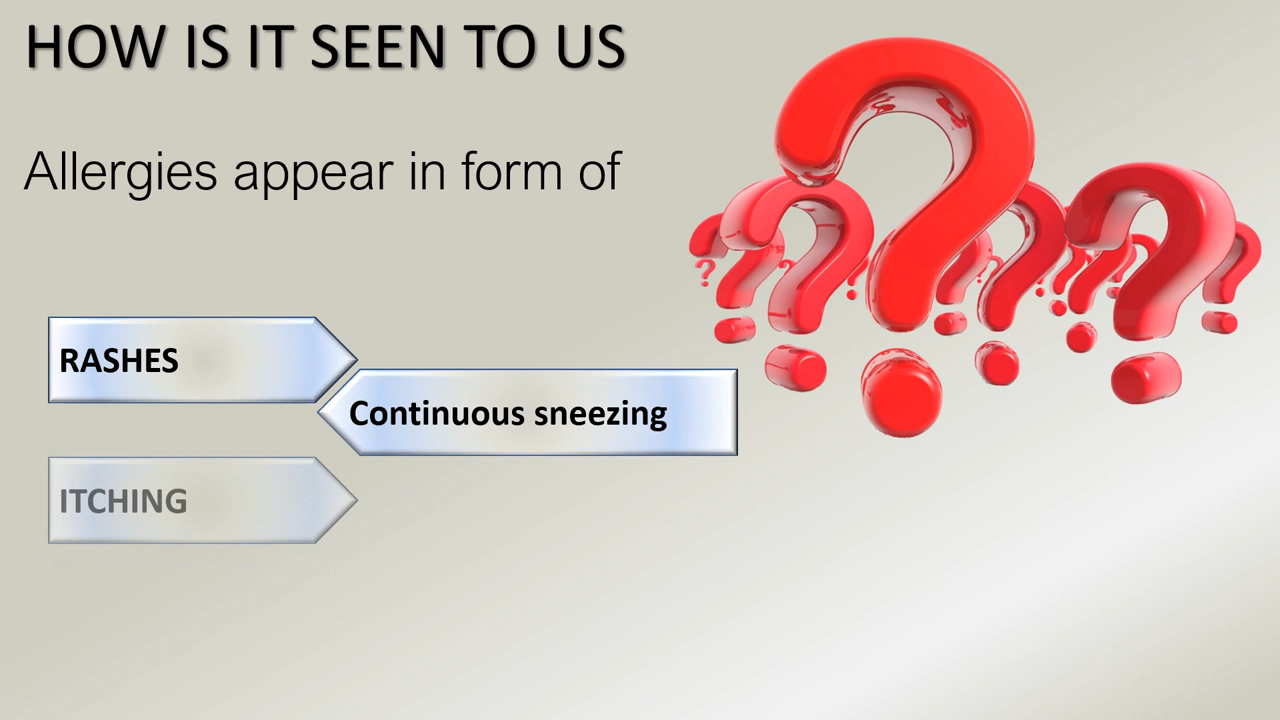 HOW IS IT SEEN TO US
Allergies appear in form of
RASHES
Continuous sneezing
ITCHING